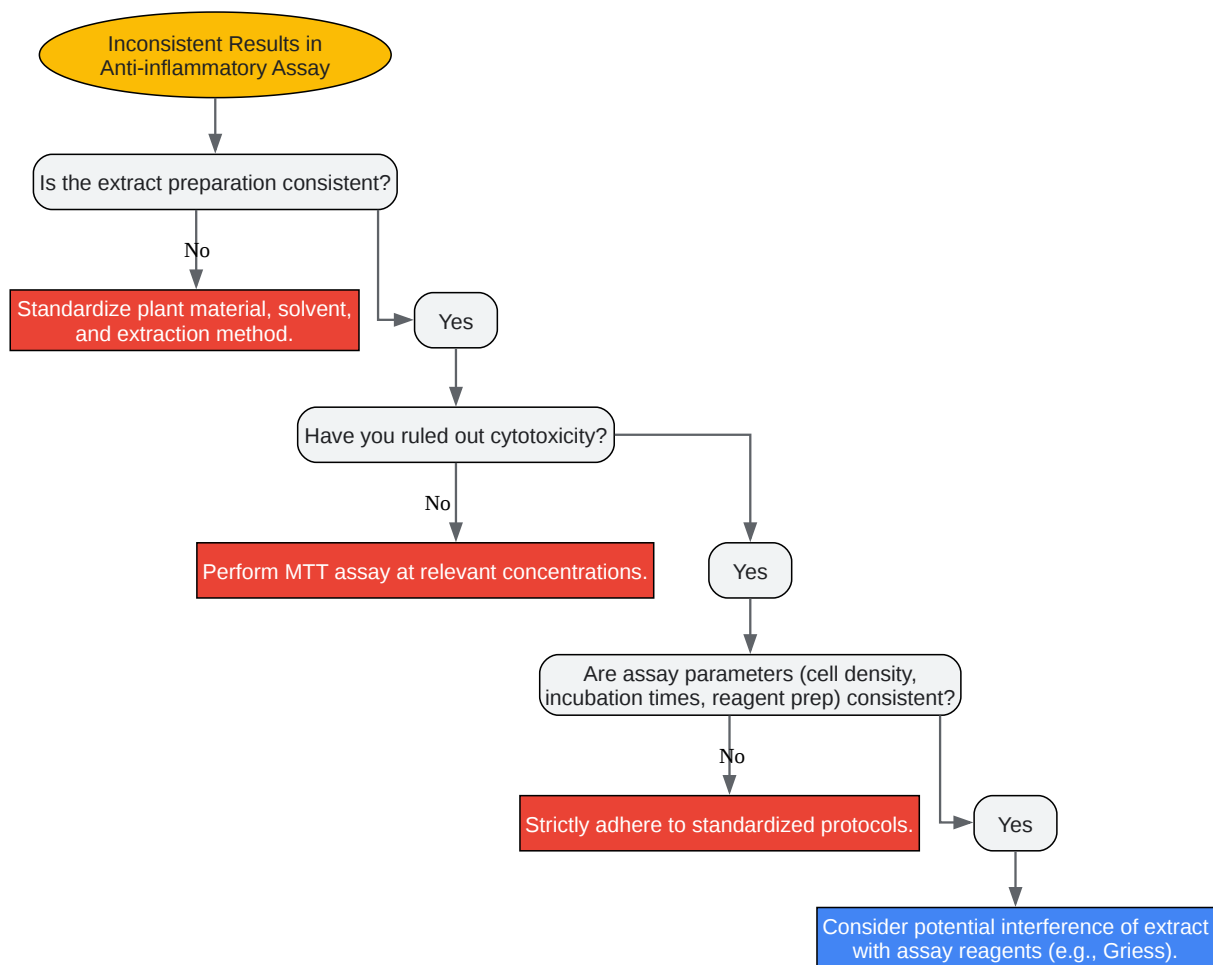 Inconsistent Results in
Anti-inflammatory Assay
Is the extract preparation consistent?
No
Standardize plant material, solvent,
and extraction method.
Yes
Have you ruled out cytotoxicity?
No
Perform MTT assay at relevant concentrations.
Yes
Are assay parameters (cell density,
incubation times, reagent prep) consistent?
No
Strictly adhere to standardized protocols.
Yes
Consider potential interference of extract
with assay reagents (e.g., Griess).